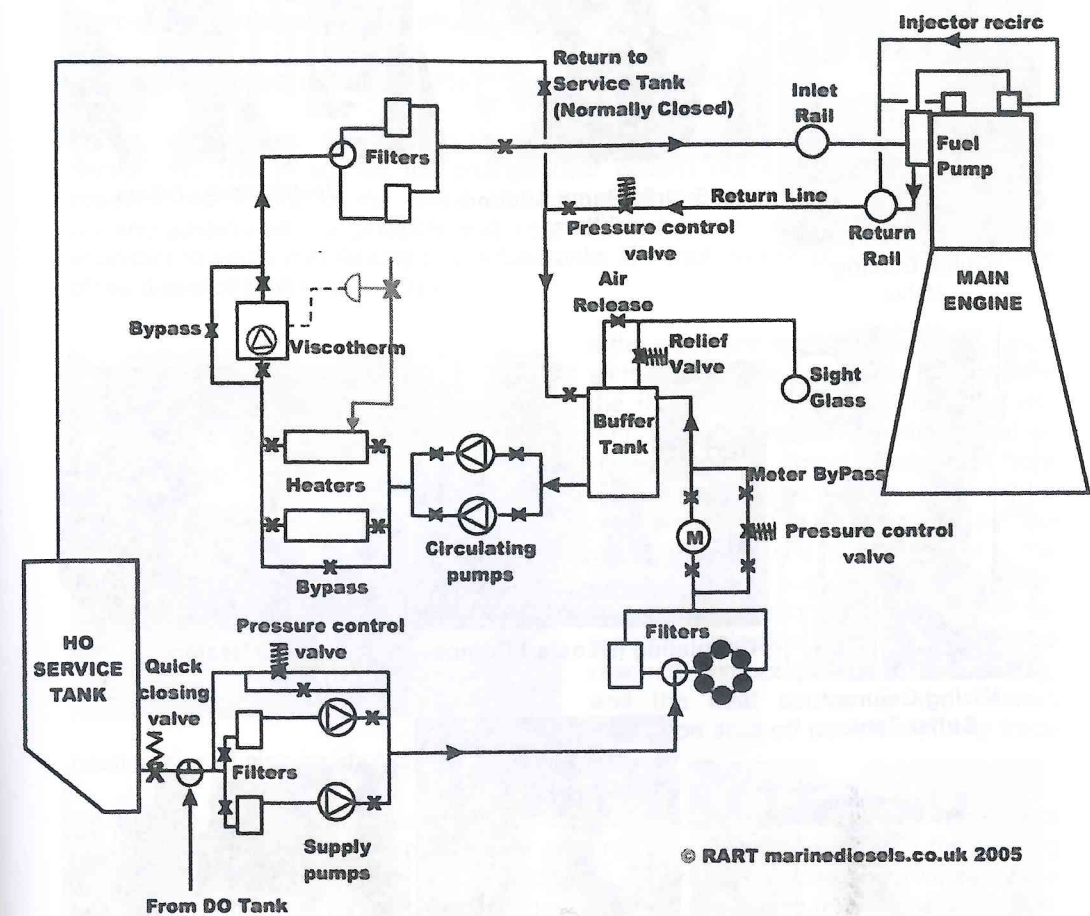 Injector recirc
Return to
Service Tank
(Normally Closed)
Inlet
Rail
Filters
Fuel
Pump
Return Line
Pressure control
valve
Return
Rail
Air
Release
MAIN
ENGINE
Bypass
Viscotherm
Relief
Valve
Sight
Glass
Buffer
Tank
Heaters
Meter ByPass
M
Pressure control
valve
Circulating
pumps
Bypass
Filters
Pressure control
valve
HO
SERVICE
TANK
Quick
closing
valve
Filters
Supply
pumps
© RART marinediesels.co.uk 2005
From DO Tank